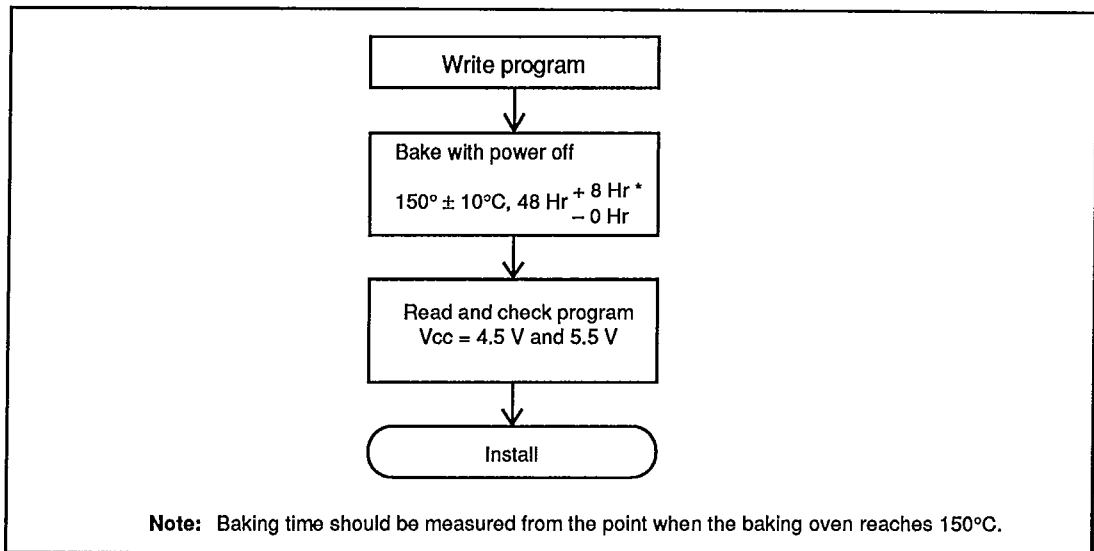 Write program
Bake with power off
150° ± 10°C, 48 Hr + 8 Hr *
– 0 Hr
Read and check program
Vcc = 4.5 V and 5.5 V
Install
Note: Baking time should be measured from the point when the baking oven reaches 150°C.